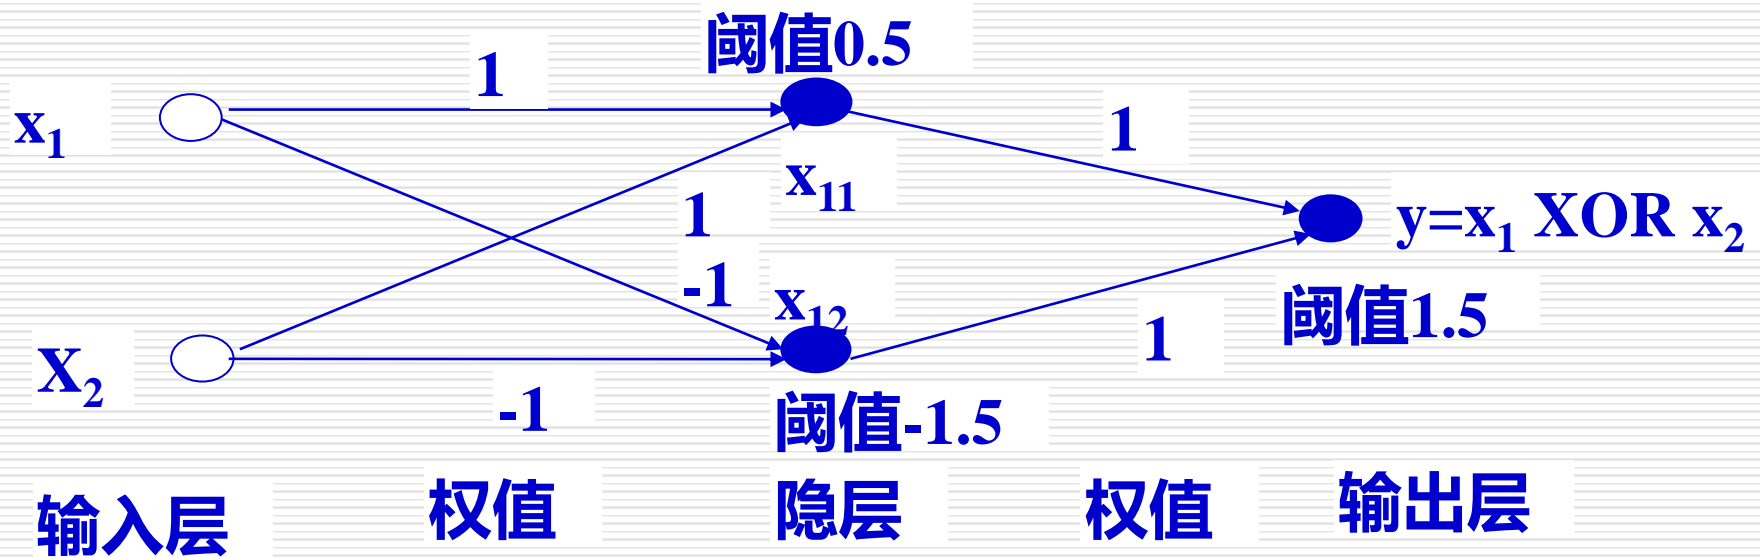 阈值0.5
1
x₁
1
x₁₁
1
y=x₁ XOR x₂
-1
x₁₂
阈值1.5
1
X₂
-1
阈值-1.5
输入层 权值 隐层 权值 输出层